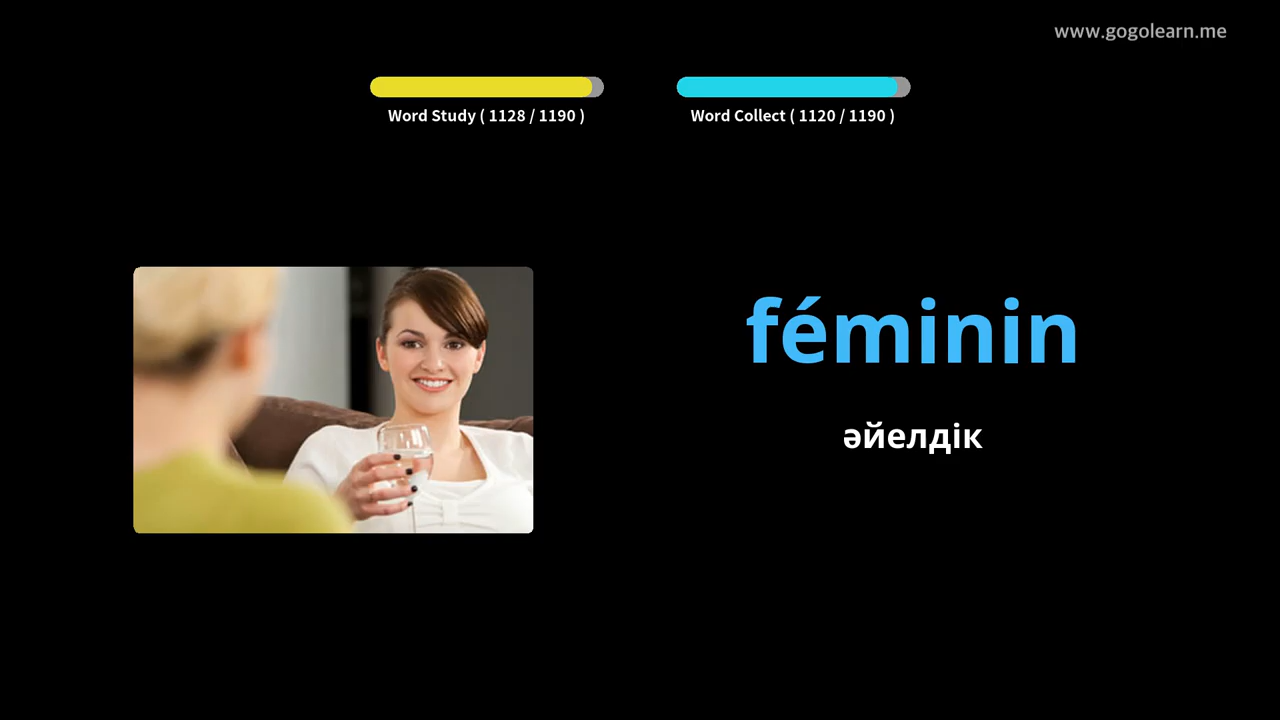 www.gogolearn.me
Word Study ( 1128 / 1190 )
Word Collect ( 1120 / 1190 )
féminin
әйелдік